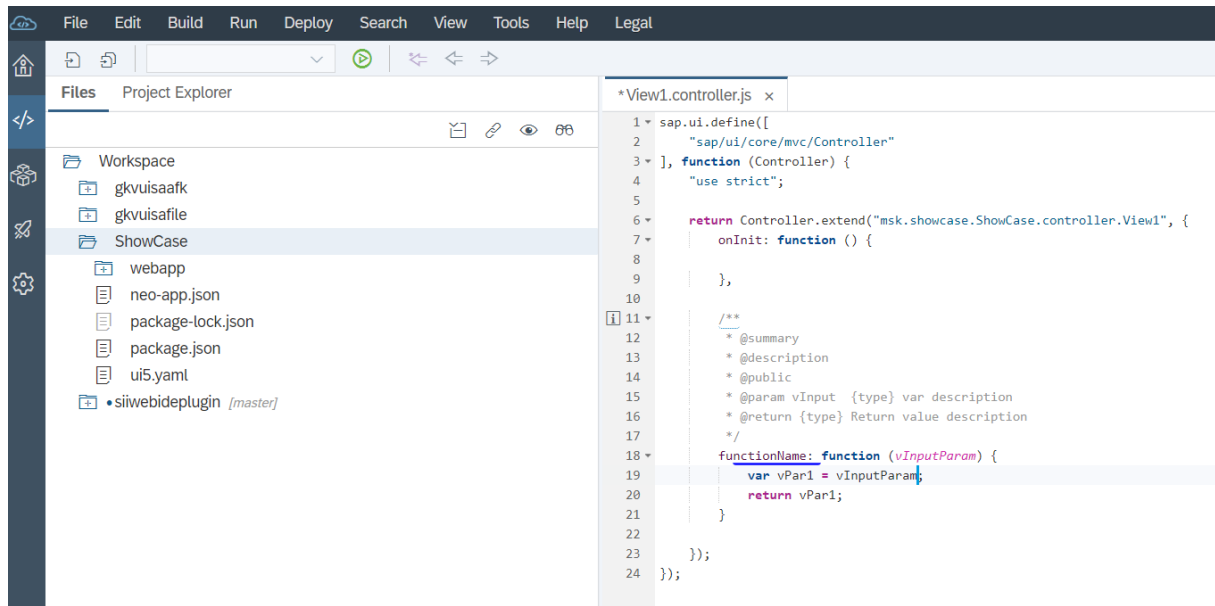 File Edit Build Run Deploy Search View Tools Help Legal
Files Project Explorer
Workspace
gkvuisaafk
gkvuisafile
ShowCase
webapp
neo-app.json
package-lock.json
package.json
ui5.yaml
siiwebideplugin [master]
*View1.controller.js ×
1 sap.ui.define([
2 "sap/ui/core/mvc/Controller"
3 ], function (Controller) {
4 "use strict";
5
6 return Controller.extend("msk.showcase.ShowCase.controller.View1", {
7 onInit: function () {
8
9 },
10
11 /**
12 * @summary
13 * @description
14 * @public
15 * @param vInput  {type} var description
16 * @return {type} Return value description
17 */
18 functionName: function (vInputParam) {
19 var vPar1 = vInputParam;
20 return vPar1;
21 }
22
23 });
24 });